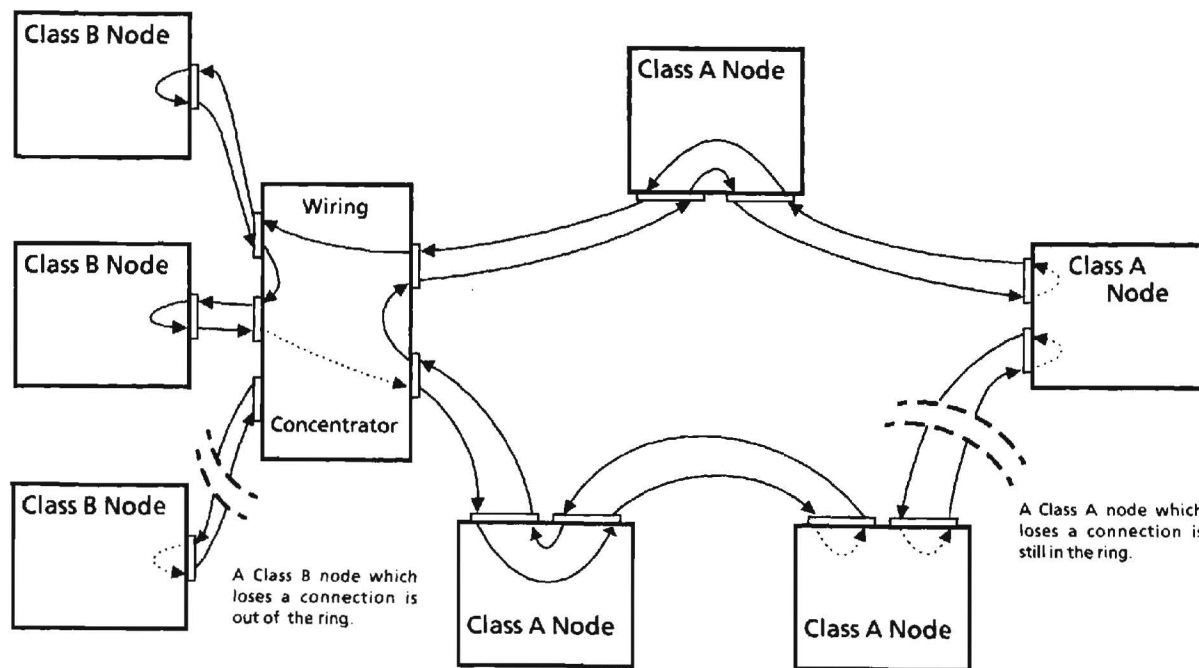 Class B Node
Class A Node
Wiring
Class B Node
Class A
Node
Concentrator
Class B Node
A Class B node which
loses a connection is
out of the ring.
A Class A node which
loses a connection is
still in the ring.
Class A Node
Class A Node